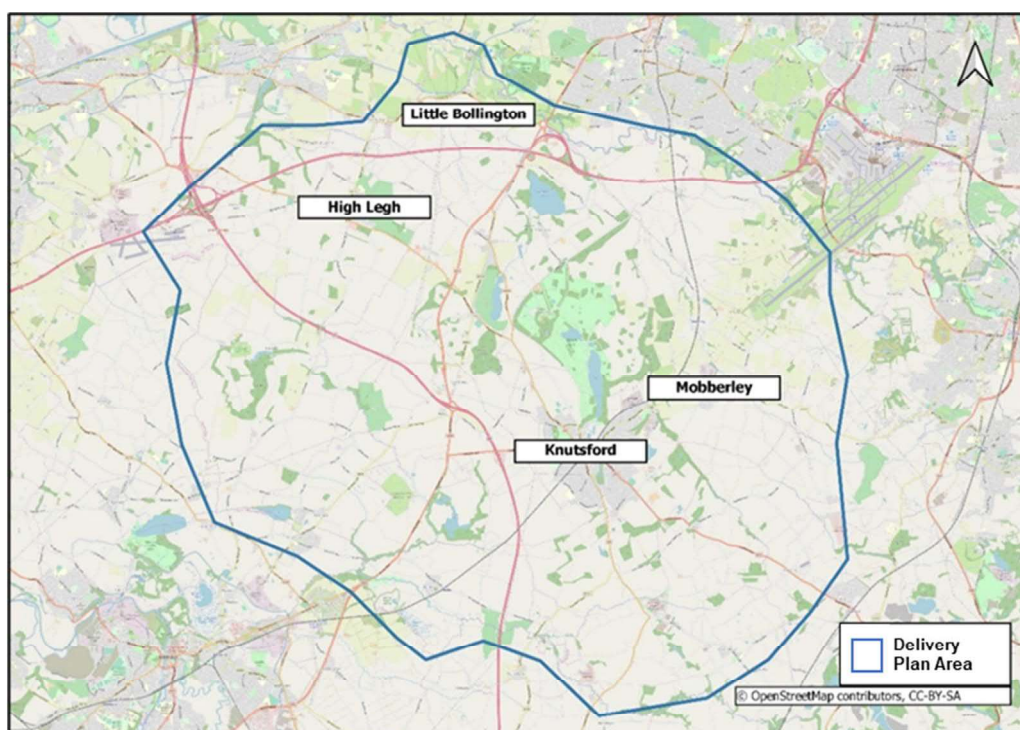 Little Bollington
High Legh
Mobberley
Knutsford
Delivery
Plan Area
© OpenStreetMap contributors, CC-BY-SA